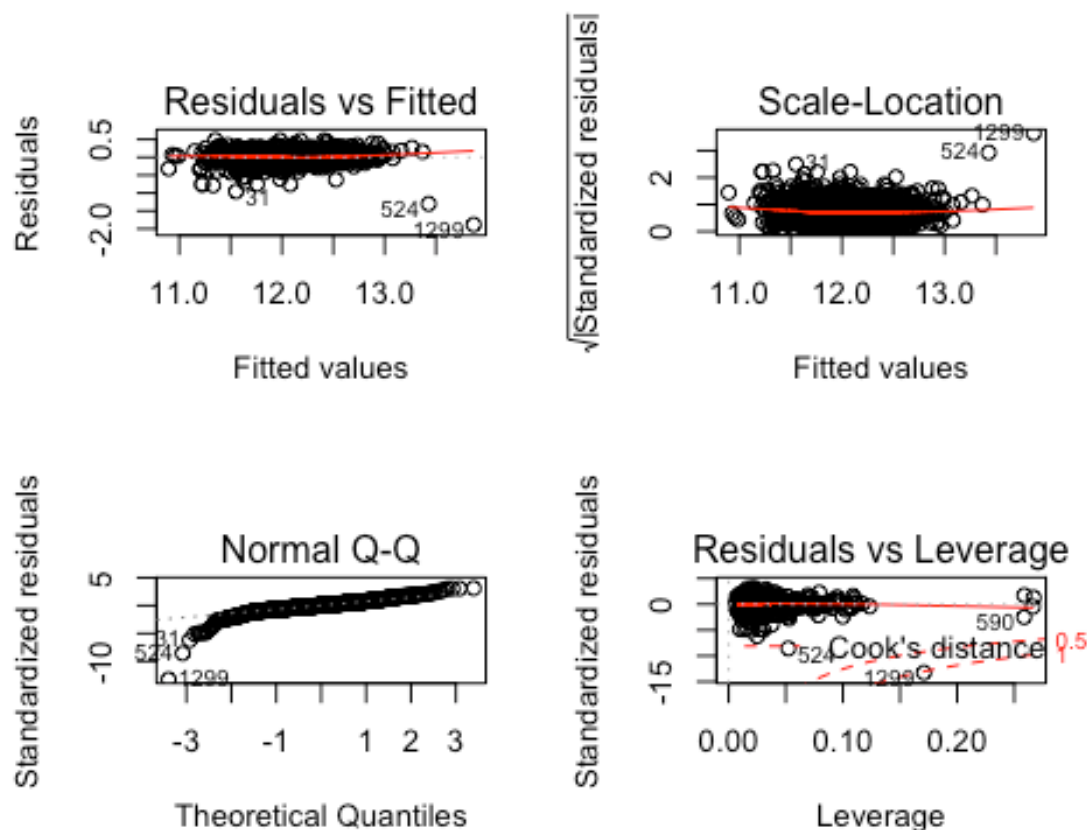 Residuals vs Fitted
Residuals
0.5
-2.0
31
524
1299
11.0 12.0 13.0
Fitted values
Scale-Location
√|Standardized residuals|
2
0
31
524
1299
11.0 12.0 13.0
Fitted values
Normal Q-Q
Standardized residuals
5
-10
31
524
1299
-3 -1 1 2 3
Theoretical Quantiles
Residuals vs Leverage
Standardized residuals
0
-15
590
524
1299
Cook's distance
0.5
1
0.00 0.10 0.20
Leverage